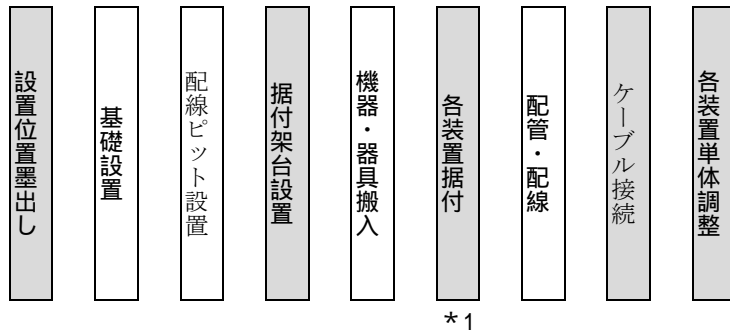 設置位置墨出し
基礎設置
配線ピット設置
据付架台設置
機器・器具搬入
各装置据付
配管・配線
ケーブル接続
各装置単体調整
*1